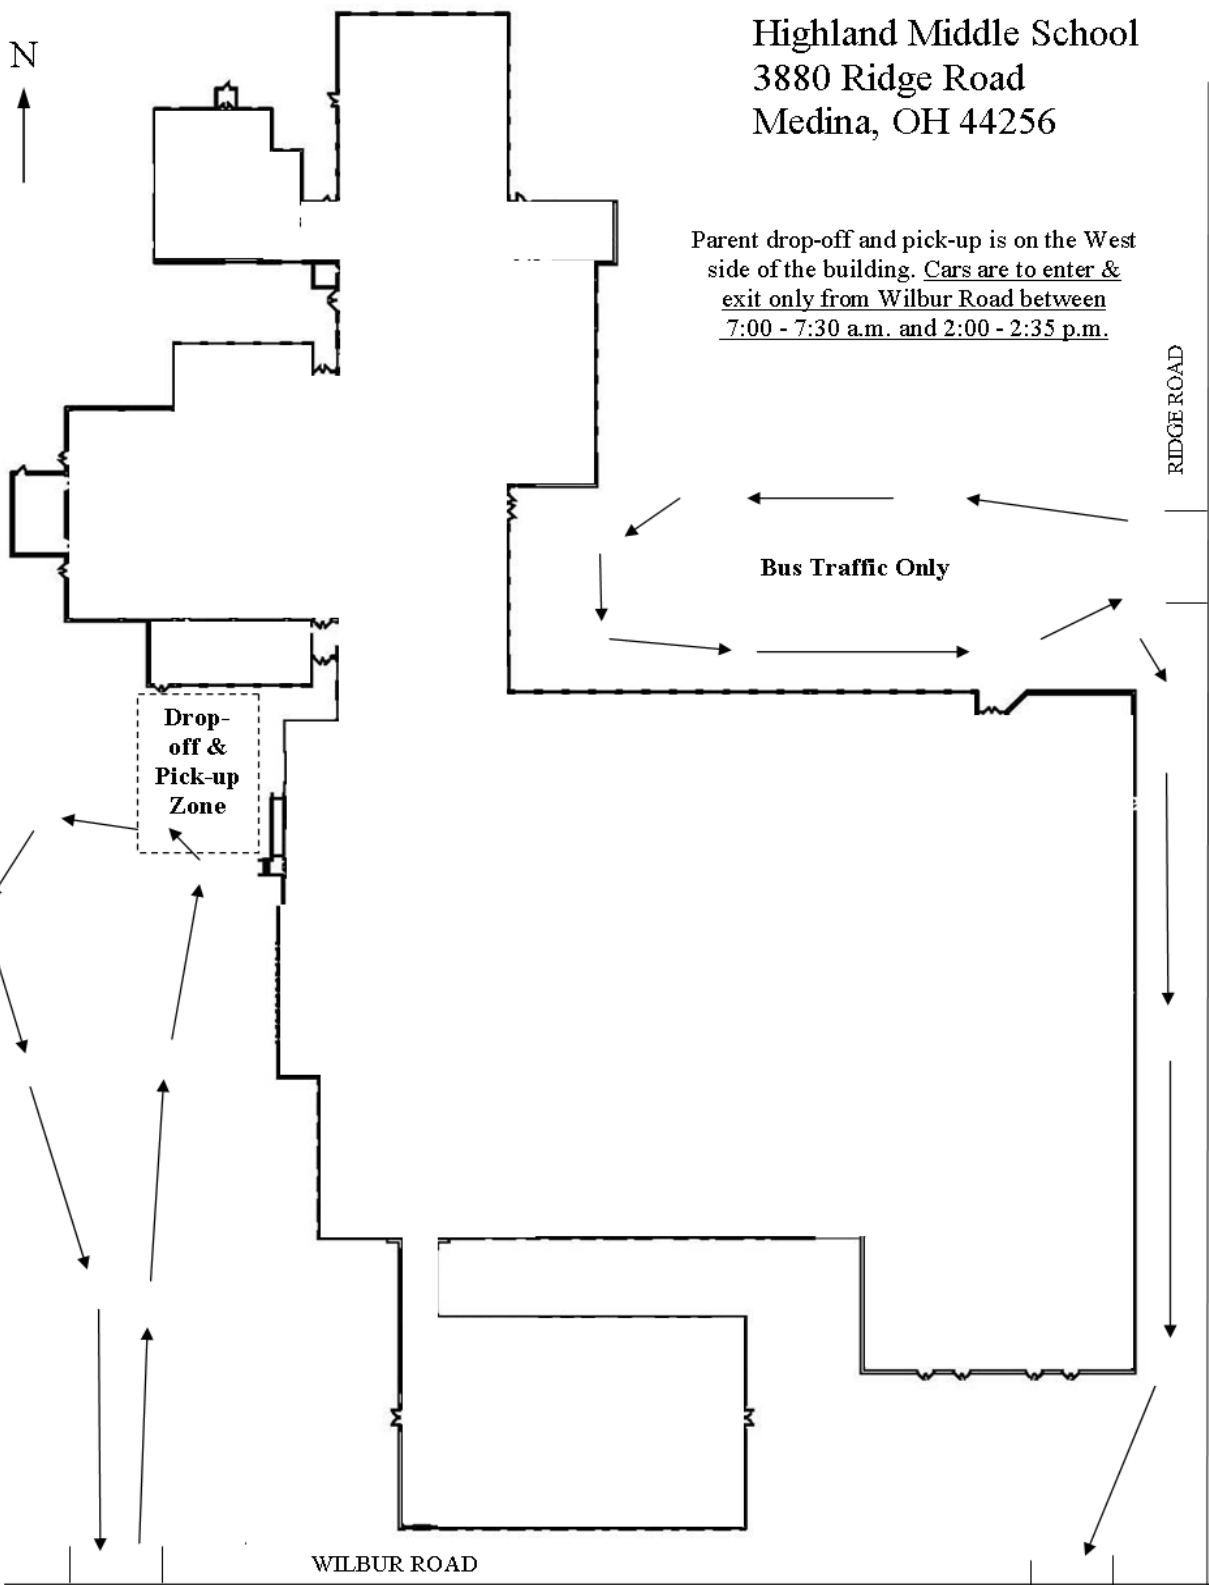 N
Highland Middle School
3880 Ridge Road
Medina, OH 44256
Parent drop-off and pick-up is on the West
side of the building. Cars are to enter &
exit only from Wilbur Road between
7:00 - 7:30 a.m. and 2:00 - 2:35 p.m.
RIDGE ROAD
Bus Traffic Only
Drop-
off &
Pick-up
Zone
WILBUR ROAD